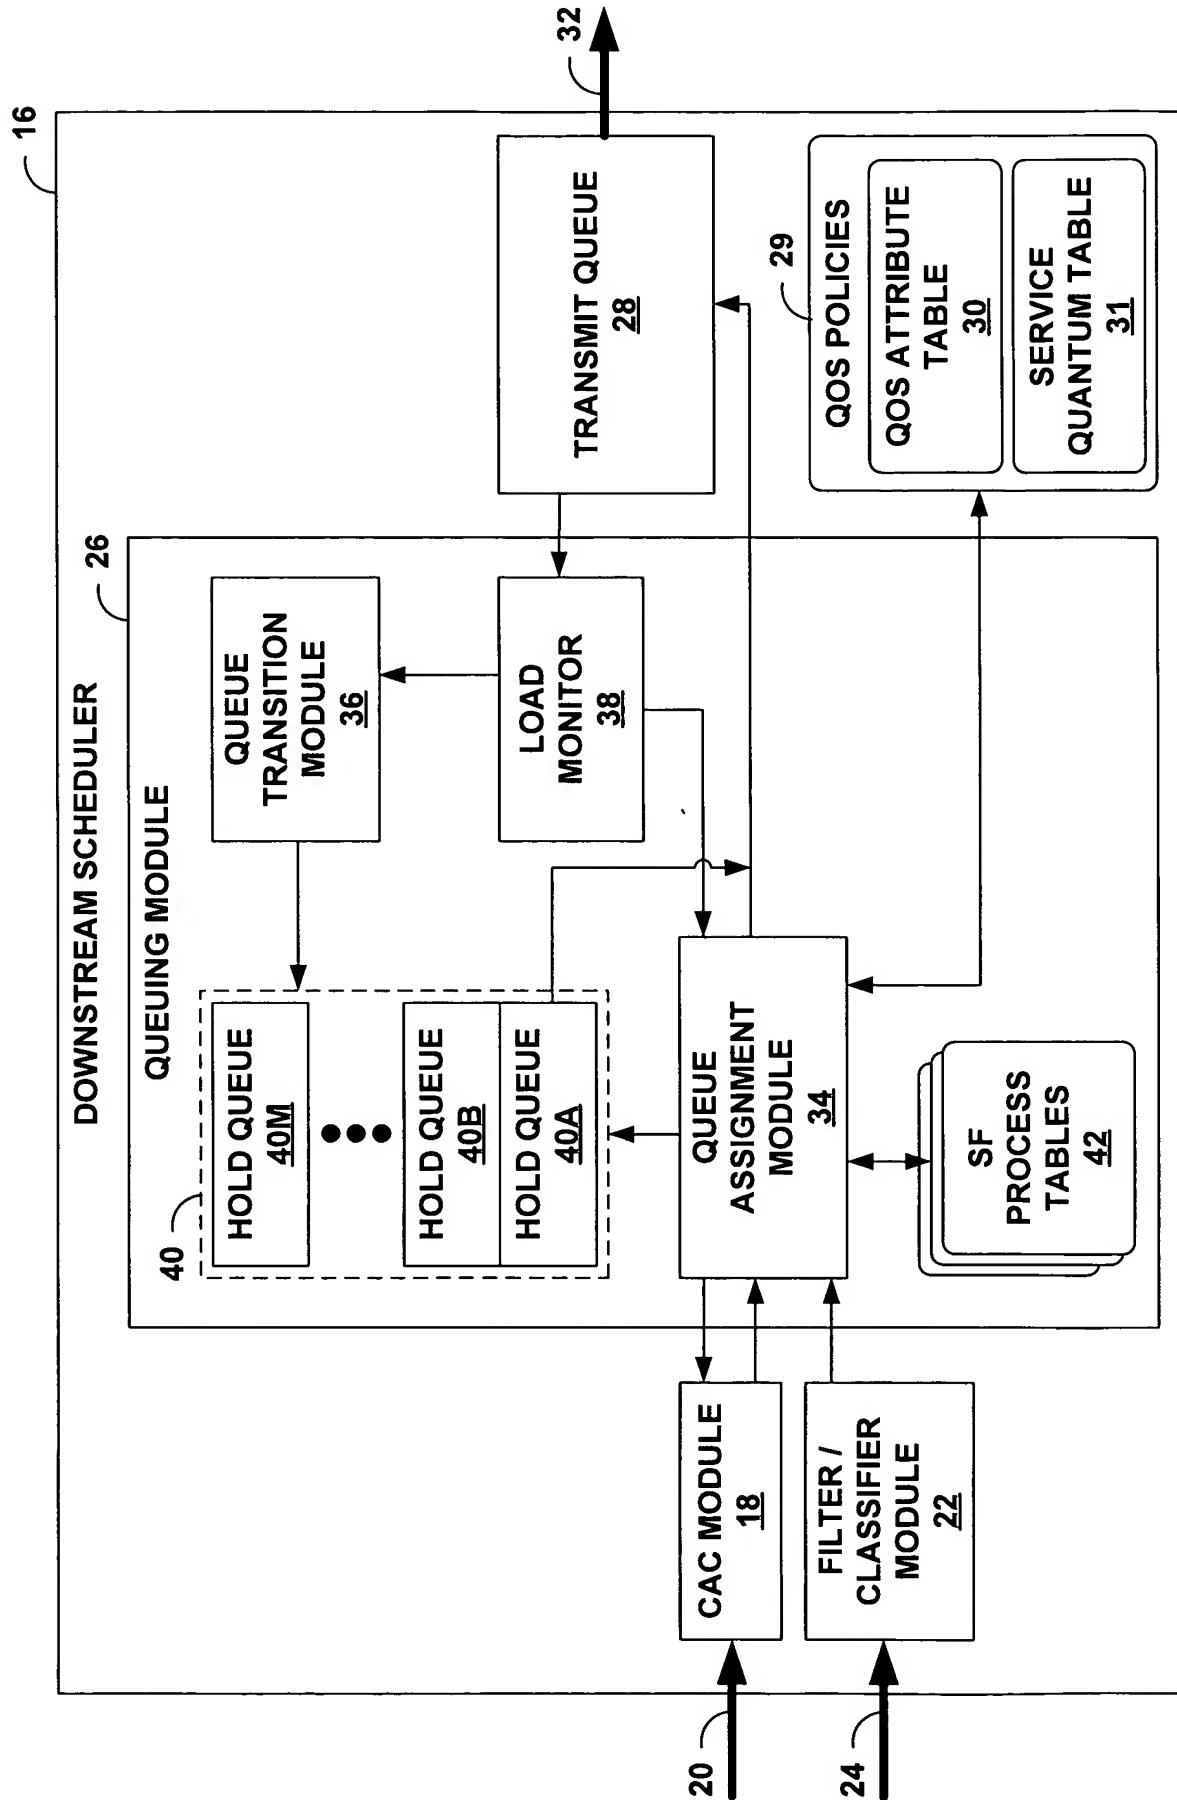 16
DOWNSTREAM SCHEDULER
26
QUEUING MODULE
40
HOLD QUEUE
40M
HOLD QUEUE
40B
HOLD QUEUE
40A
QUEUE
TRANSITION
MODULE
36
LOAD
MONITOR
38
TRANSMIT QUEUE
28
32
20
CAC MODULE
18
24
FILTER /
CLASSIFIER
MODULE
22
QUEUE
ASSIGNMENT
MODULE
34
SF
PROCESS
TABLES
42
29
QOS POLICIES
QOS ATTRIBUTE
TABLE
30
SERVICE
QUANTUM TABLE
31